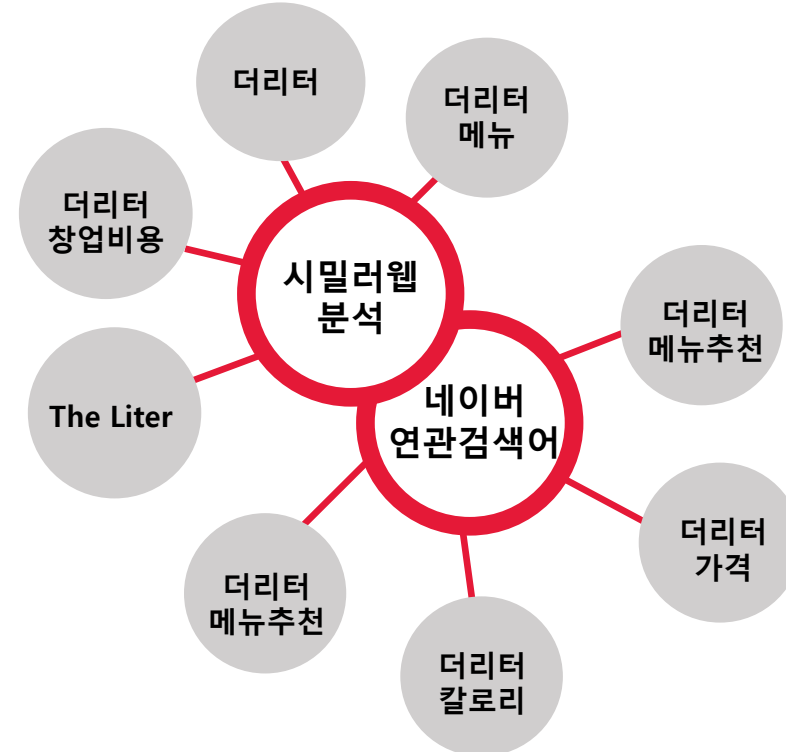 더리터
더리터
메뉴
더리터
창업비용
시밀러웹
분석
더리터
메뉴추천
The Liter
네이버
연관검색어
더리터
가격
더리터
메뉴추천
더리터
칼로리